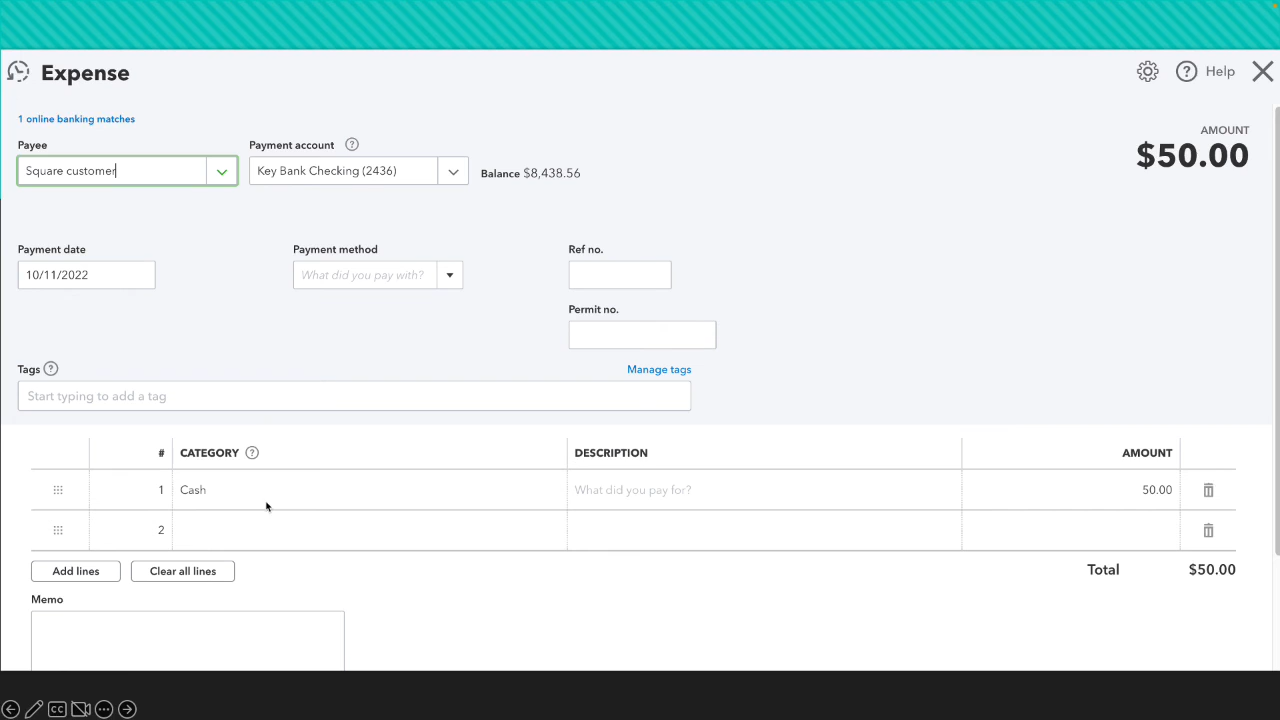 Expense
Help
1 online banking matches
AMOUNT
$50.00
Payee
Payment account
Square customer
Key Bank Checking (2436)
Balance $8,438.56
Payment date
Payment method
Ref no.
10/11/2022
What did you pay with?
Permit no.
Tags
Manage tags
Start typing to add a tag
# CATEGORY DESCRIPTION AMOUNT
1 Cash What did you pay for? 50.00
2
Add lines
Clear all lines
Total $50.00
Memo
CC